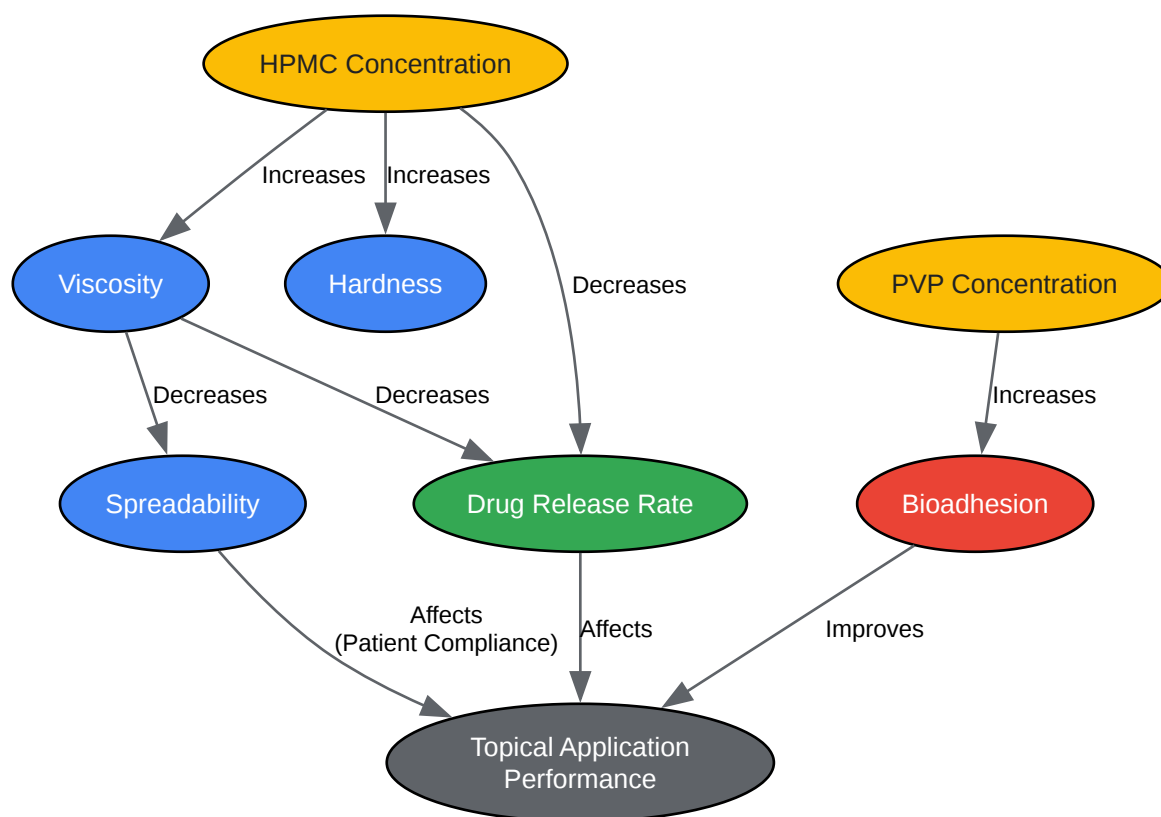 HPMC Concentration
Increases
Increases
Viscosity
Hardness
Decreases
PVP Concentration
Decreases
Decreases
Increases
Spreadability
Drug Release Rate
Bioadhesion
Affects
(Patient Compliance)
Affects
Improves
Topical Application
Performance